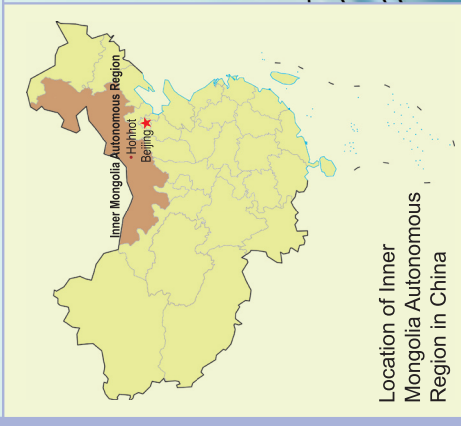 Inner Mongolia Autonomous Region
Hohhot
Beijing
Location of Inner
Mongolia Autonomous
Region in China